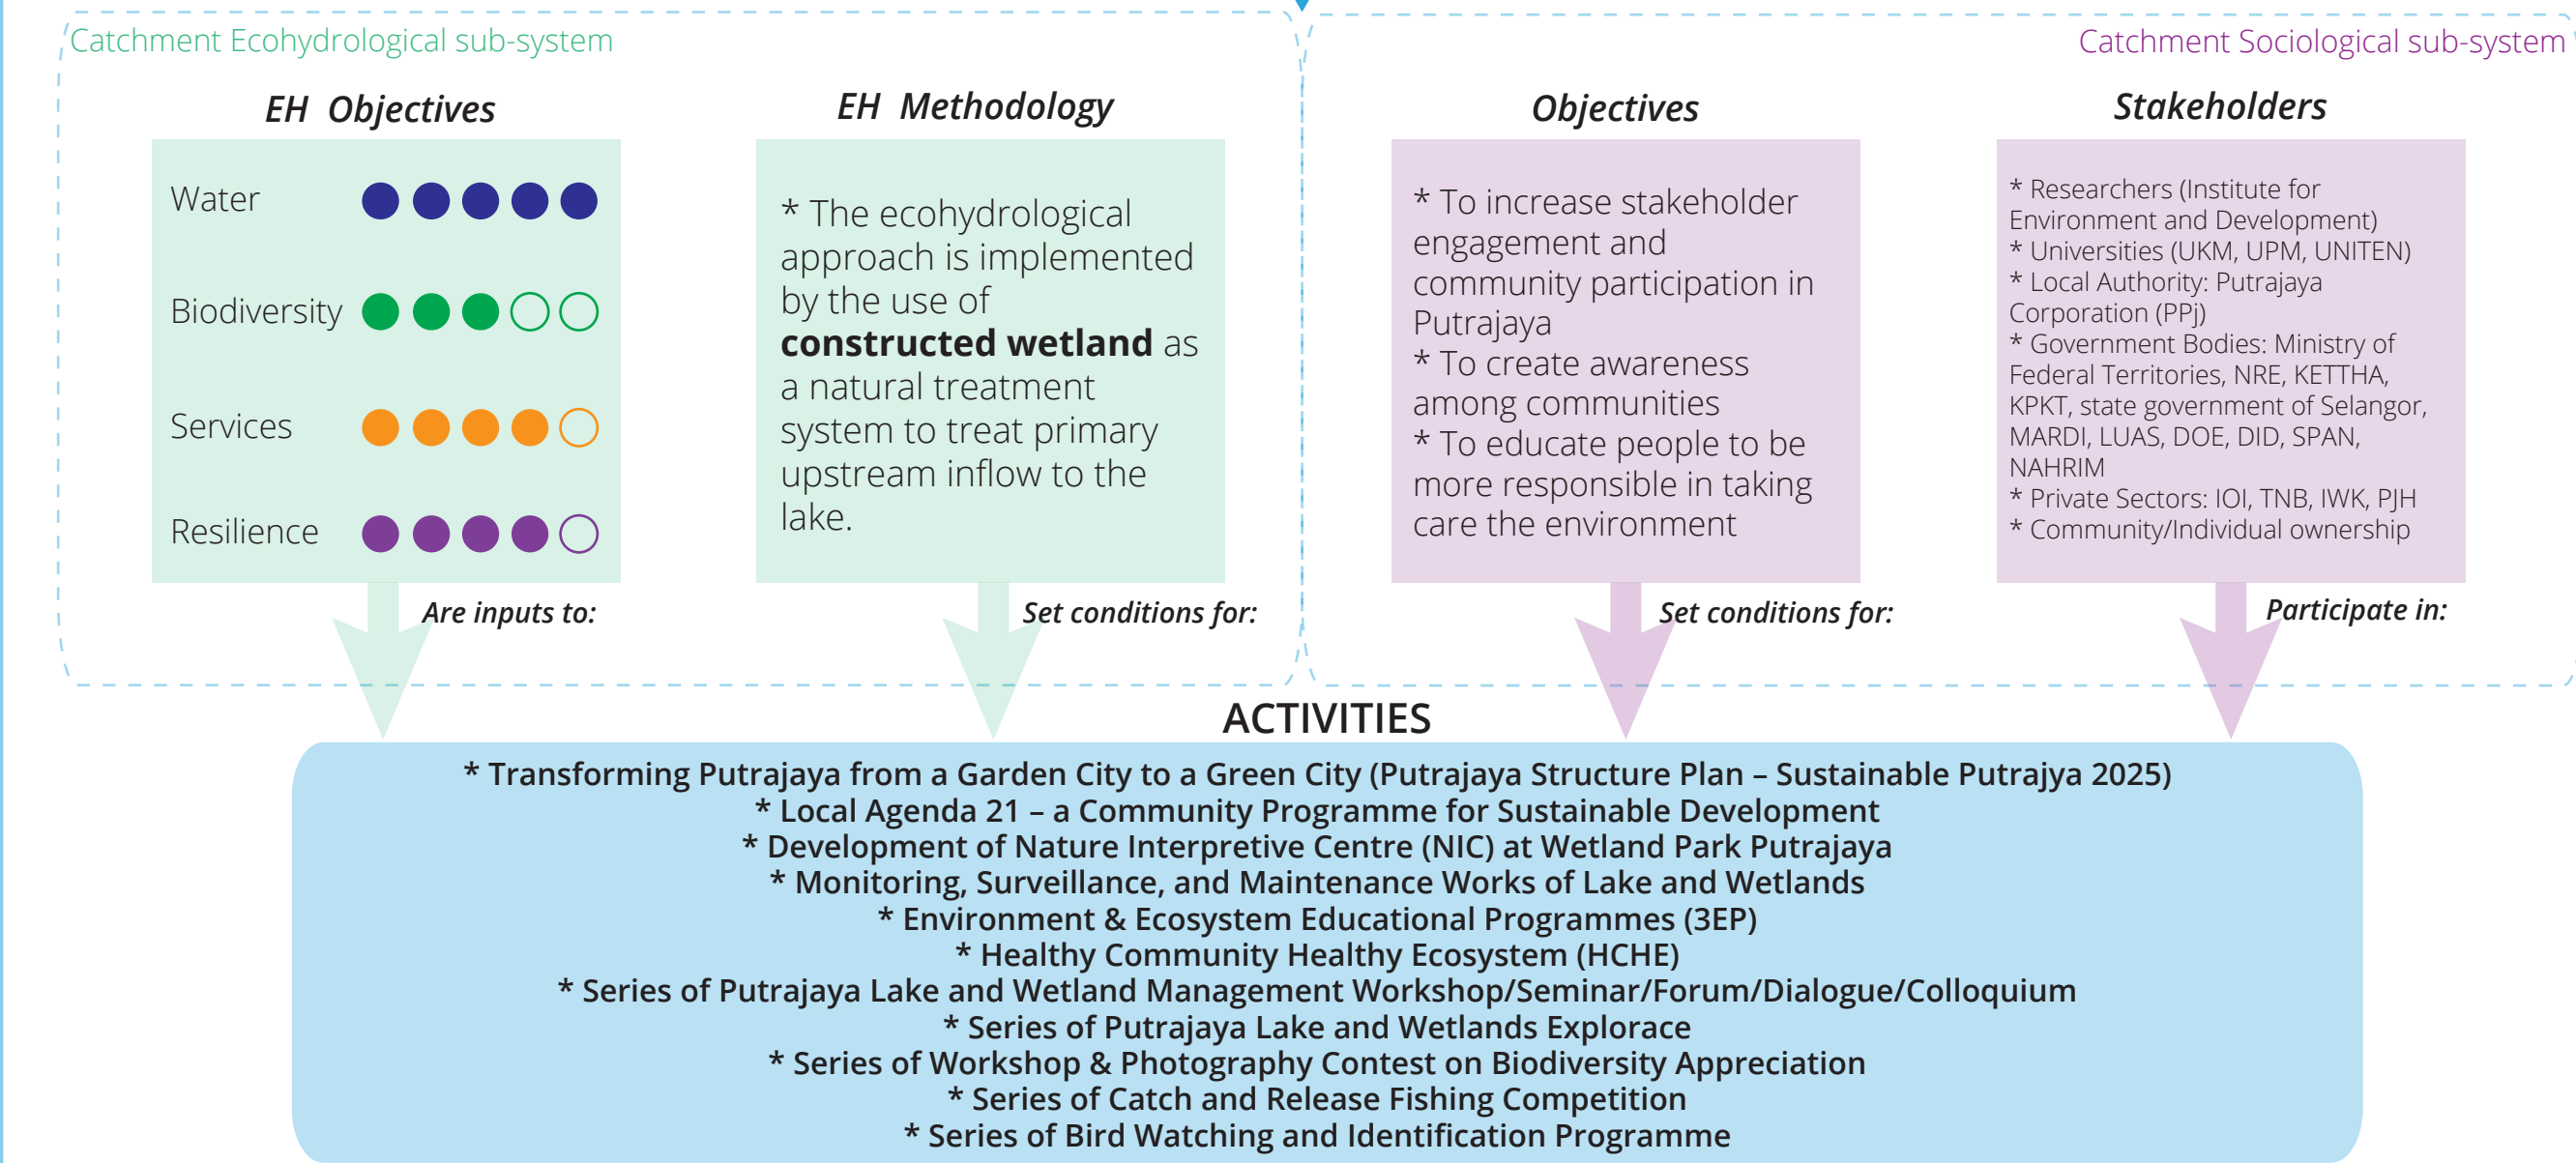 Catchment Ecohydrological sub-system
Catchment Sociological sub-system
EH Objectives
Water
Biodiversity
Services
Resilience
Are inputs to:
EH Methodology
* The ecohydrological
approach is implemented
by the use of
constructed wetland as
a natural treatment
system to treat primary
upstream inflow to the
lake.
Set conditions for:
Objectives
* To increase stakeholder
engagement and
community participation in
Putrajaya
* To create awareness
among communities
* To educate people to be
more responsible in taking
care the environment
Set conditions for:
Stakeholders
* Researchers (Institute for
Environment and Development)
* Universities (UKM, UPM, UNITEN)
* Local Authority: Putrajaya
Corporation (PPj)
* Government Bodies: Ministry of
Federal Territories, NRE, KETTHA,
KPKT, state government of Selangor,
MARDI, LUAS, DOE, DID, SPAN,
NAHRIM
* Private Sectors: IOI, TNB, IWK, PJH
* Community/Individual ownership
Participate in:
ACTIVITIES
* Transforming Putrajaya from a Garden City to a Green City (Putrajaya Structure Plan – Sustainable Putrajya 2025)
* Local Agenda 21 – a Community Programme for Sustainable Development
* Development of Nature Interpretive Centre (NIC) at Wetland Park Putrajaya
* Monitoring, Surveillance, and Maintenance Works of Lake and Wetlands
* Environment & Ecosystem Educational Programmes (3EP)
* Healthy Community Healthy Ecosystem (HCHE)
* Series of Putrajaya Lake and Wetland Management Workshop/Seminar/Forum/Dialogue/Colloquium
* Series of Putrajaya Lake and Wetlands Explorace
* Series of Workshop & Photography Contest on Biodiversity Appreciation
* Series of Catch and Release Fishing Competition
* Series of Bird Watching and Identification Programme